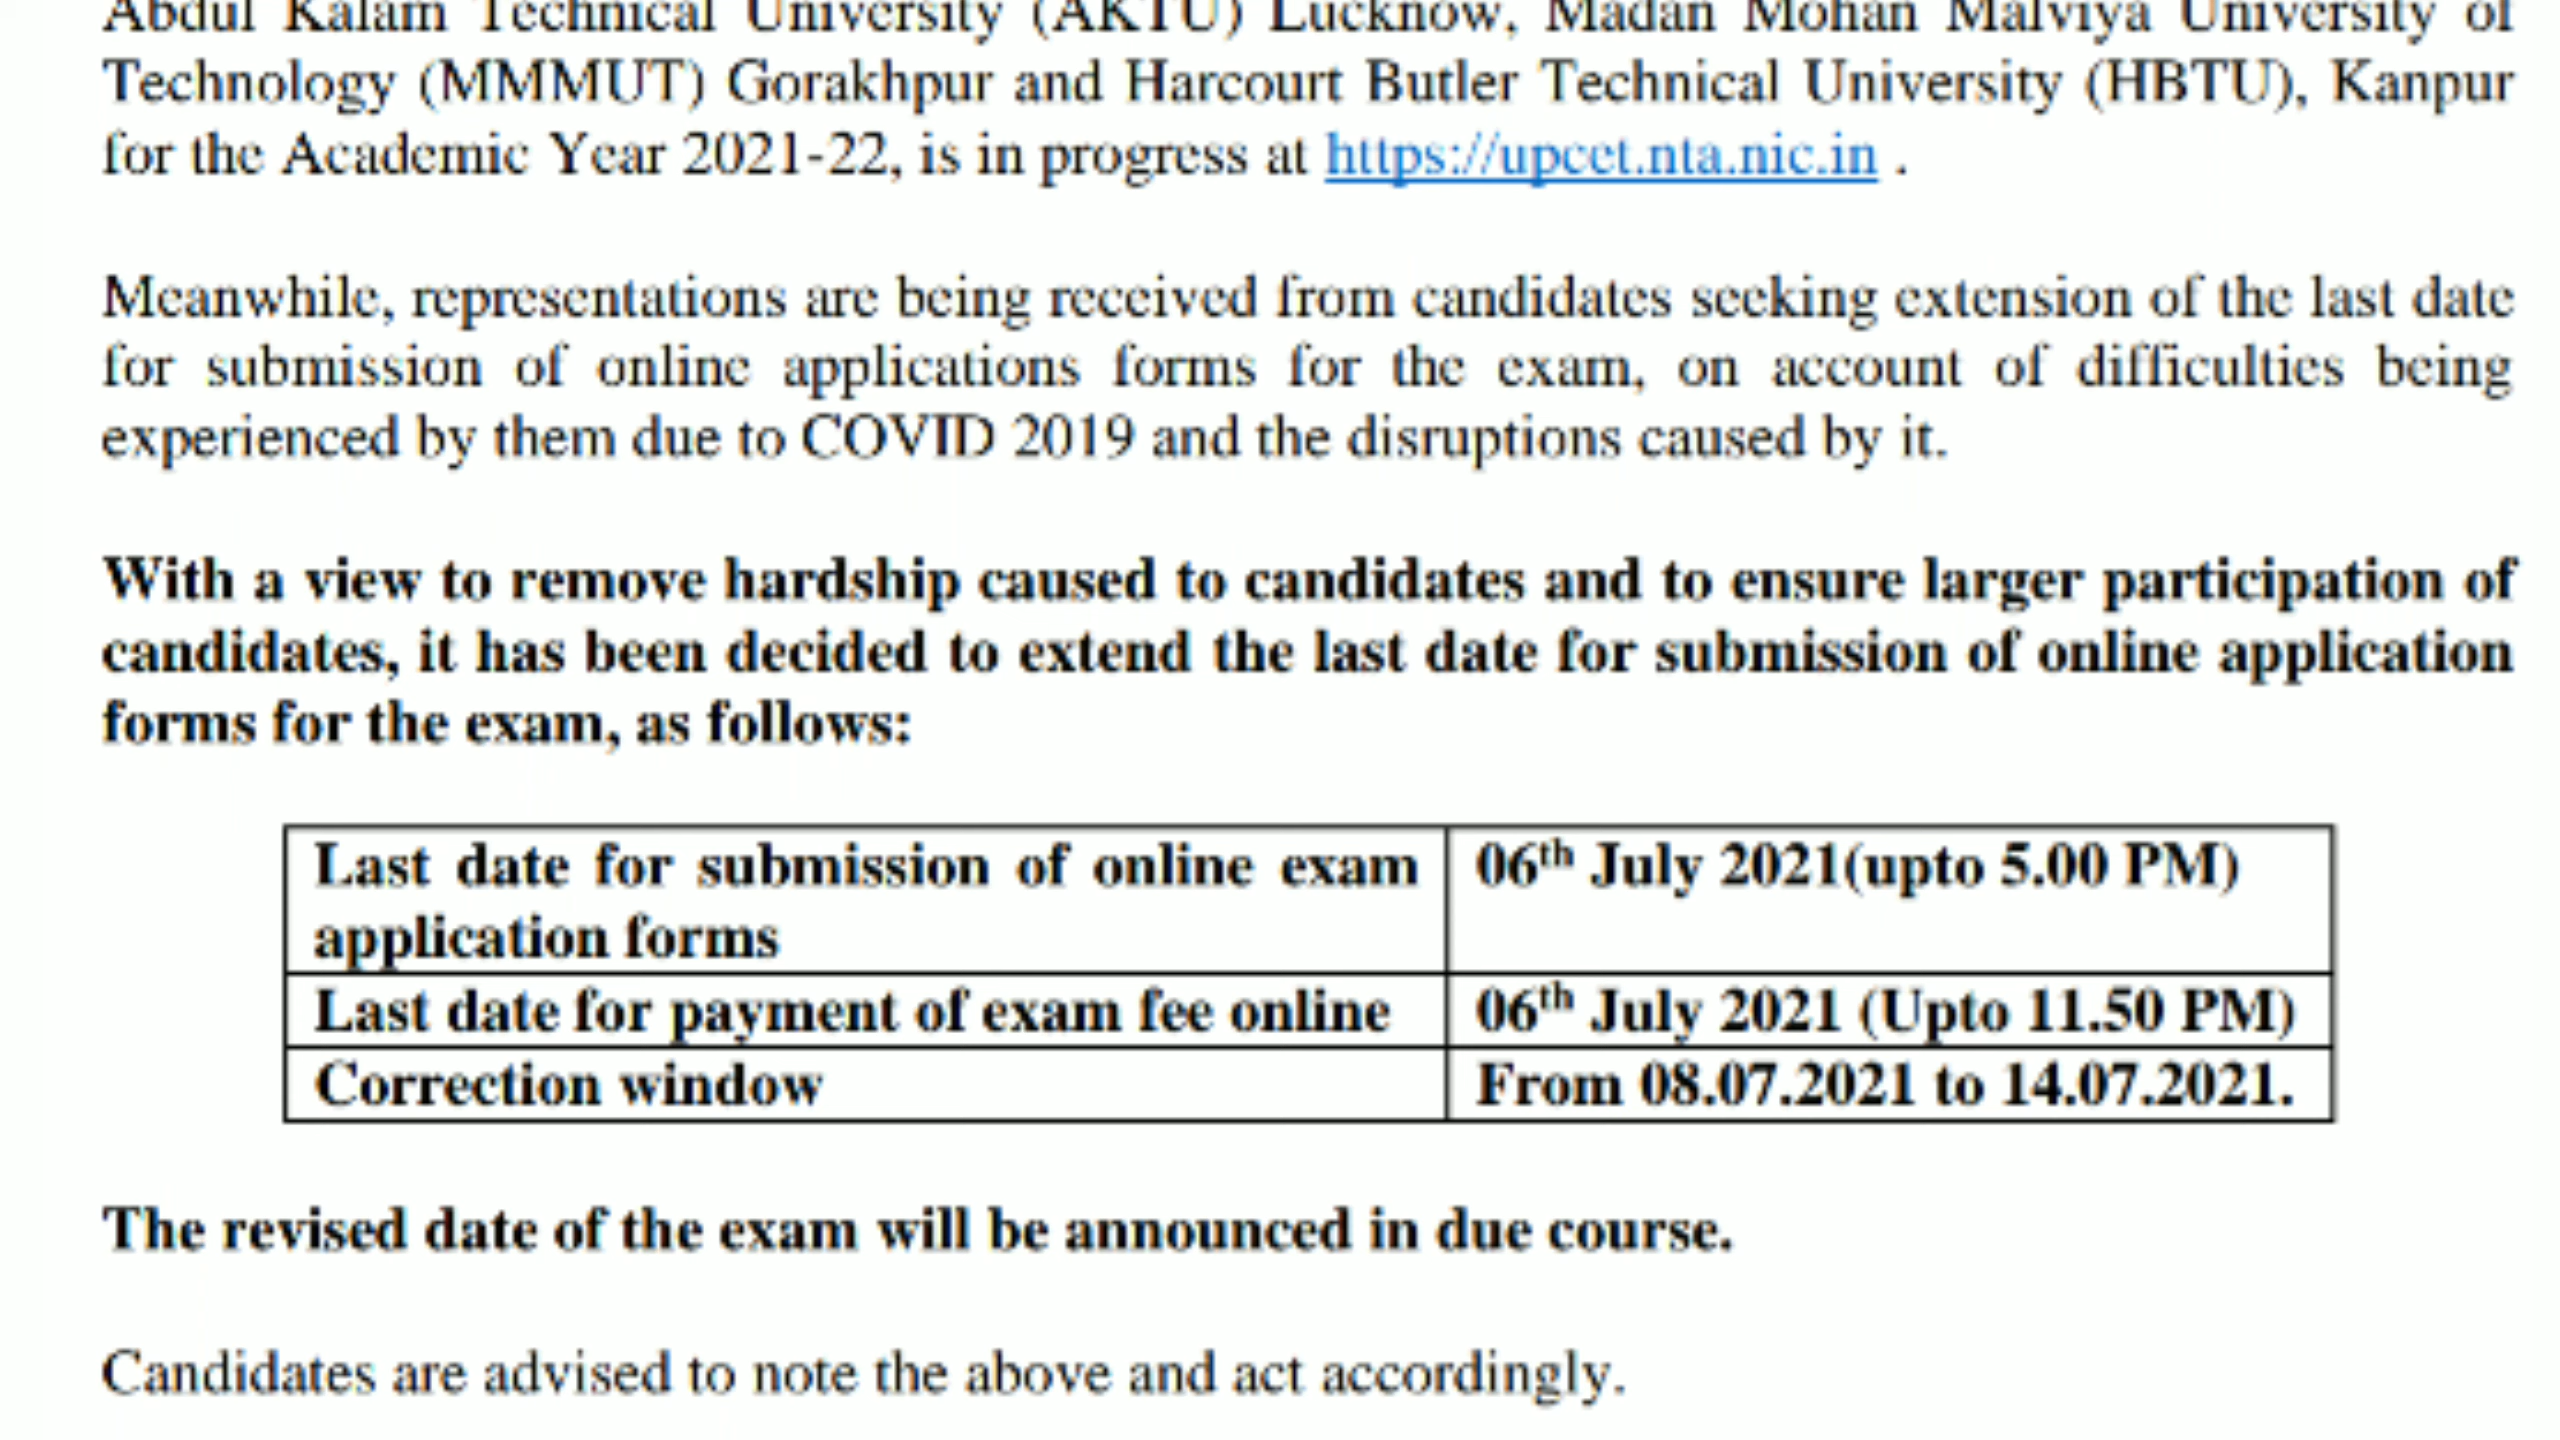 Abdul Kalam Technical University (AKTU) Lucknow, Madan Mohan Malviya University of
Technology (MMMUT) Gorakhpur and Harcourt Butler Technical University (HBTU), Kanpur
for the Academic Year 2021-22, is in progress at https://upcet.nta.nic.in .
Meanwhile, representations are being received from candidates seeking extension of the last date
for submission of online applications forms for the exam, on account of difficulties being
experienced by them due to COVID 2019 and the disruptions caused by it.
With a view to remove hardship caused to candidates and to ensure larger participation of
candidates, it has been decided to extend the last date for submission of online application
forms for the exam, as follows:
Last date for submission of online exam
application forms
06th July 2021(upto 5.00 PM)
Last date for payment of exam fee online
06th July 2021 (Upto 11.50 PM)
Correction window
From 08.07.2021 to 14.07.2021.
The revised date of the exam will be announced in due course.
Candidates are advised to note the above and act accordingly.